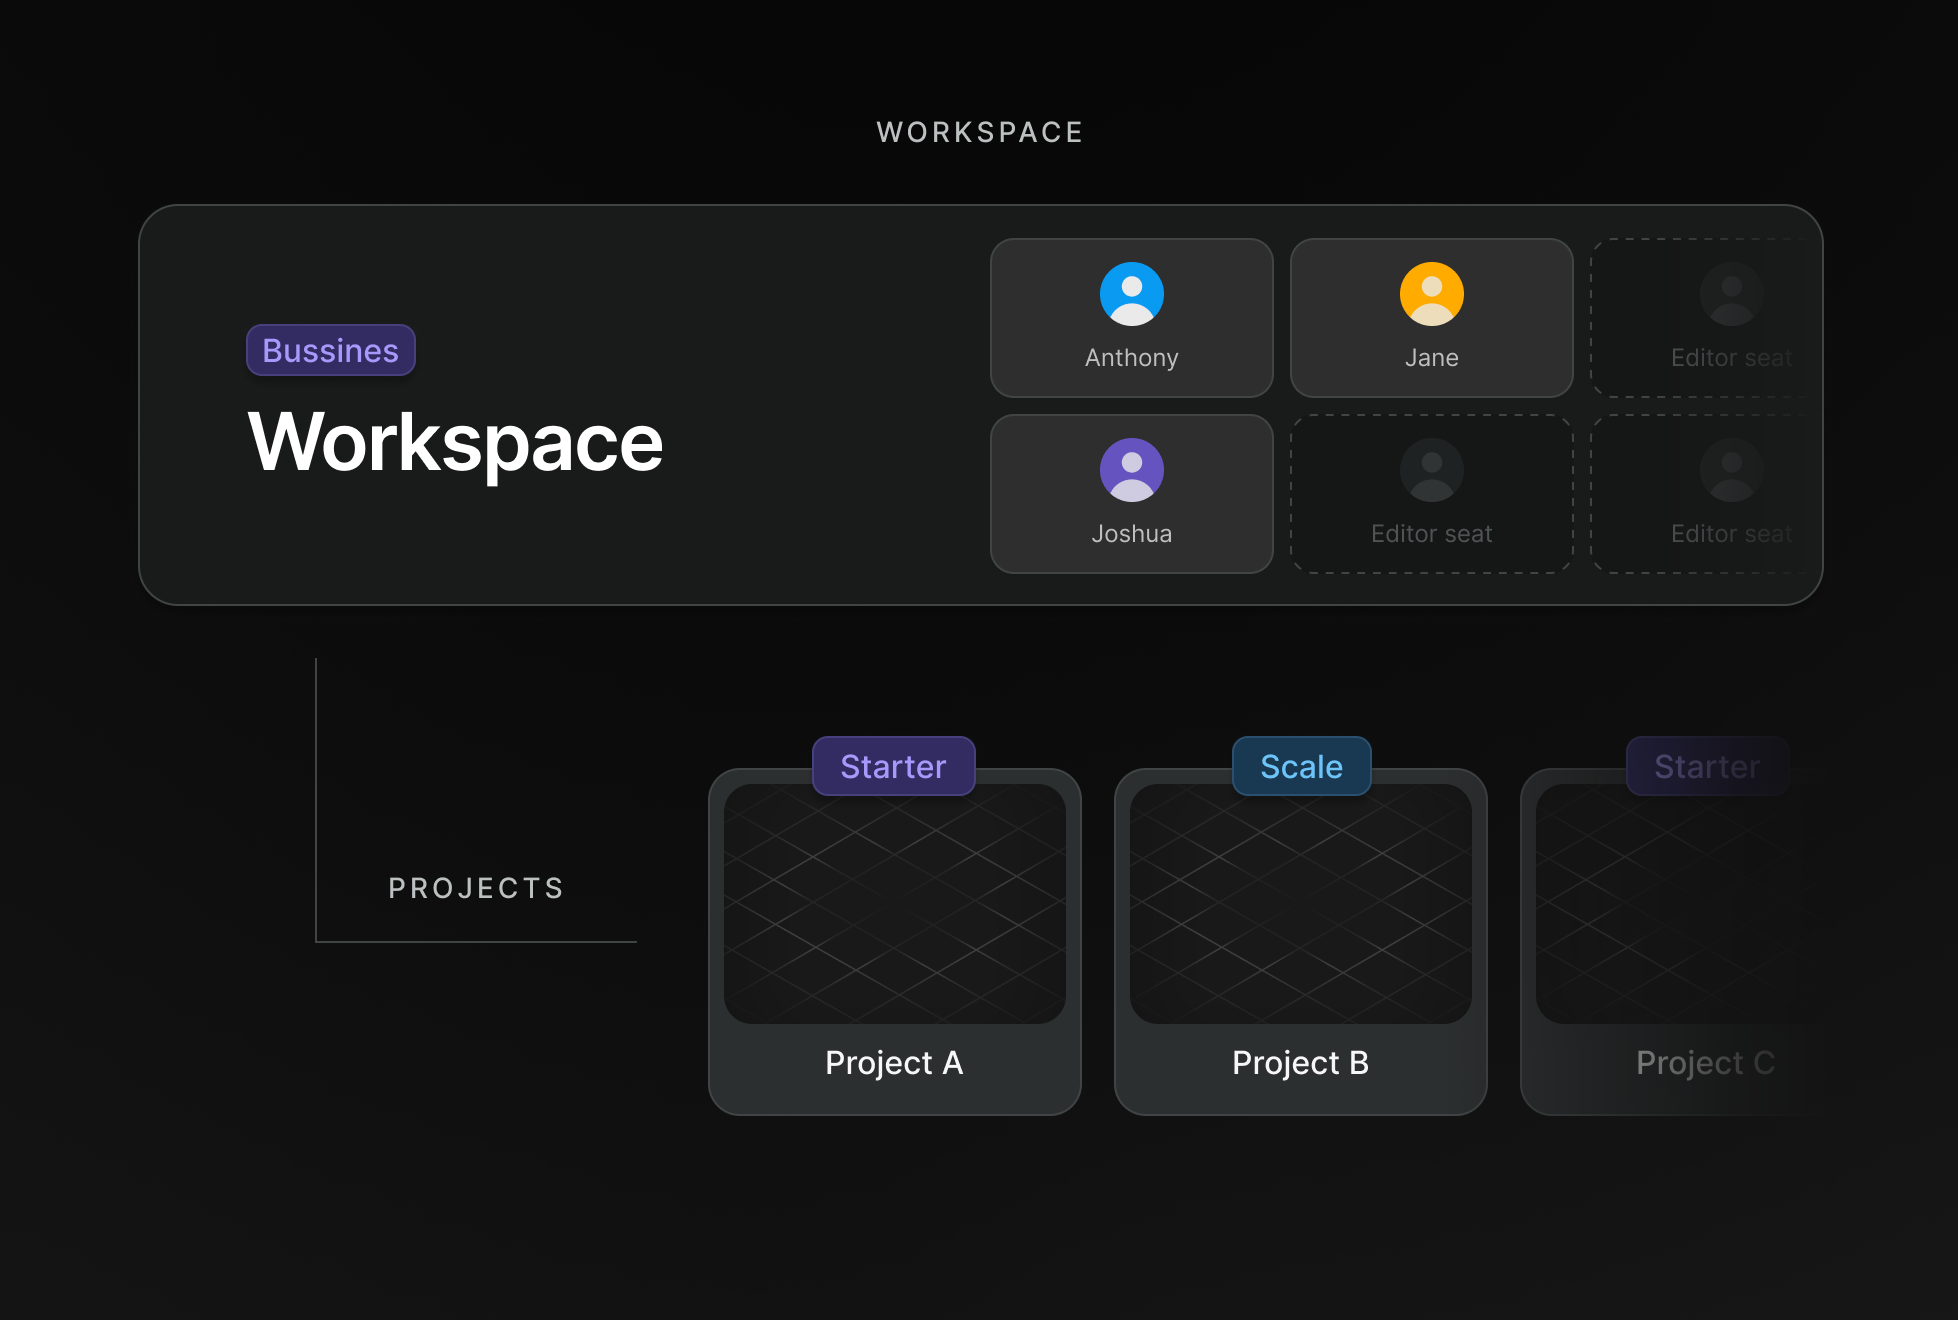 WORKSPACE
Bussines
Workspace
Anthony
Jane
Editor seat
Joshua
Editor seat
Editor seat
PROJECTS
Starter
Scale
Starter
Project A
Project B
Project C